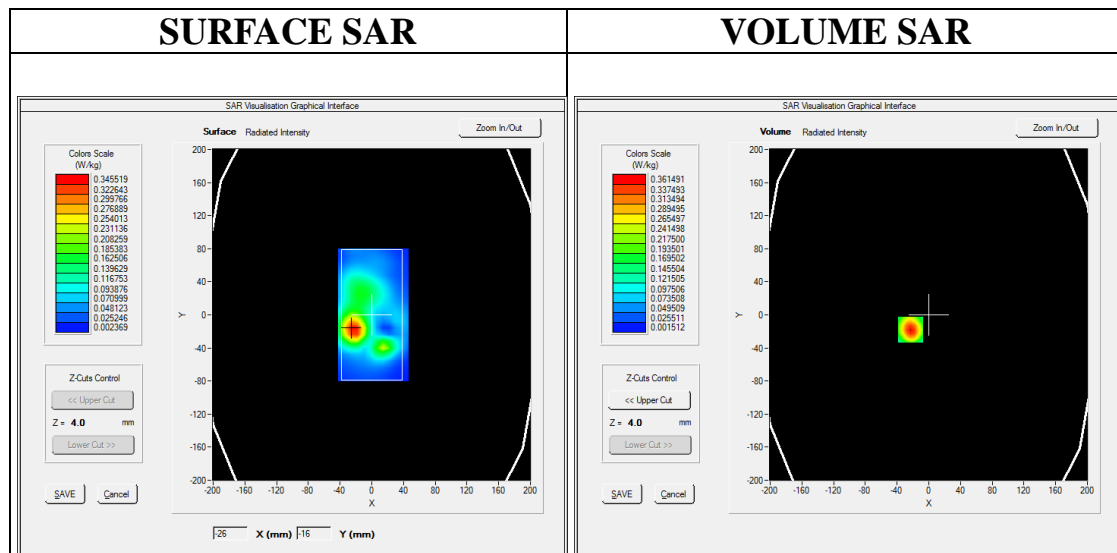 SURFACE SAR
SAR Visualisation Graphical Interface
Surface Radiated Intensity
Zoom In/Out
Colors Scale
(W/kg)
0.345519
0.322643
0.299766
0.276889
0.254013
0.231136
0.208259
0.185383
0.162506
0.139629
0.116753
0.093876
0.070999
0.048123
0.025246
0.002369
Z-Cuts Control
<< Upper Cut
Z = 4.0 mm
Lower Cut >>
SAVE Cancel
200
160
120
80
40
0
-40
-80
-120
-160
-200
Y
-200 -160 -120 -80 -40 0 40 80 120 160 200
X
-26 X (mm) -16 Y (mm)
VOLUME SAR
SAR Visualisation Graphical Interface
Volume Radiated Intensity
Zoom In/Out
Colors Scale
(W/kg)
0.361491
0.337493
0.313494
0.289495
0.265497
0.241498
0.217500
0.193501
0.169502
0.145504
0.121505
0.097506
0.073508
0.049509
0.025511
0.001512
Z-Cuts Control
<< Upper Cut
Z = 4.0 mm
Lower Cut >>
SAVE Cancel
200
160
120
80
40
0
-40
-80
-120
-160
-200
Y
-200 -160 -120 -80 -40 0 40 80 120 160 200
X